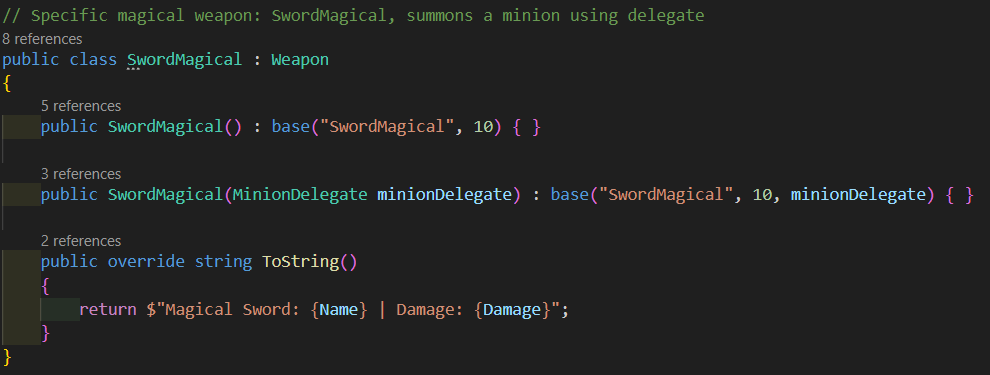 // Specific magical weapon: SwordMagical, summons a minion using delegate
8 references
public class SwordMagical : Weapon
{
5 references
public SwordMagical() : base("SwordMagical", 10) { }
3 references
public SwordMagical(MinionDelegate minionDelegate) : base("SwordMagical", 10, minionDelegate) { }
2 references
public override string ToString()
{
return $"Magical Sword: {Name} | Damage: {Damage}";
}
}